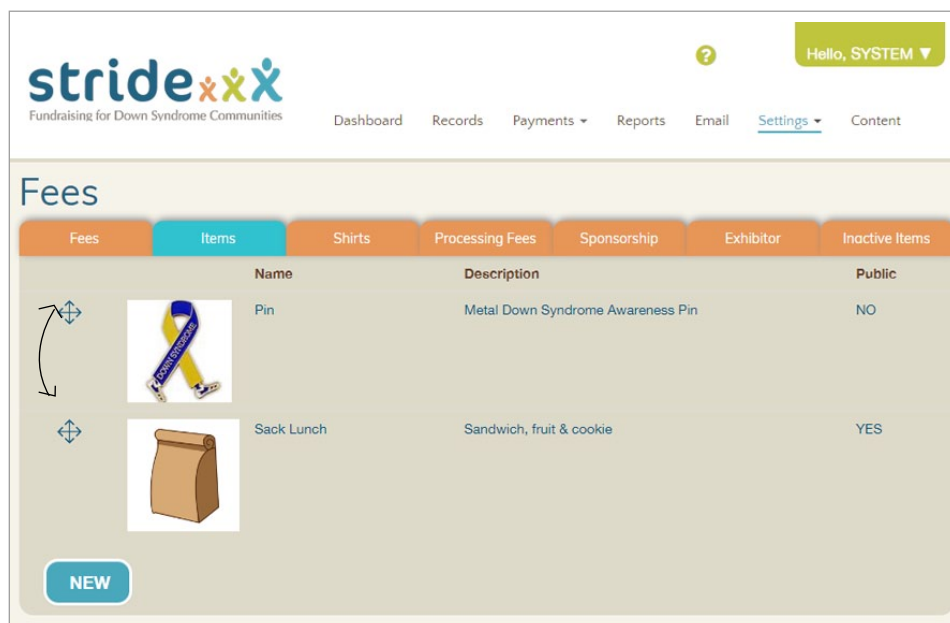 Hello, SYSTEM ▼
?
stride
Fundraising for Down Syndrome Communities
Dashboard Records Payments Reports Email Settings Content
Fees
Fees Items Shirts Processing Fees Sponsorship Exhibitor Inactive Items
Name Description Public
Pin Metal Down Syndrome Awareness Pin NO
DOWN SYNDROME
Sack Lunch Sandwich, fruit & cookie YES
NEW